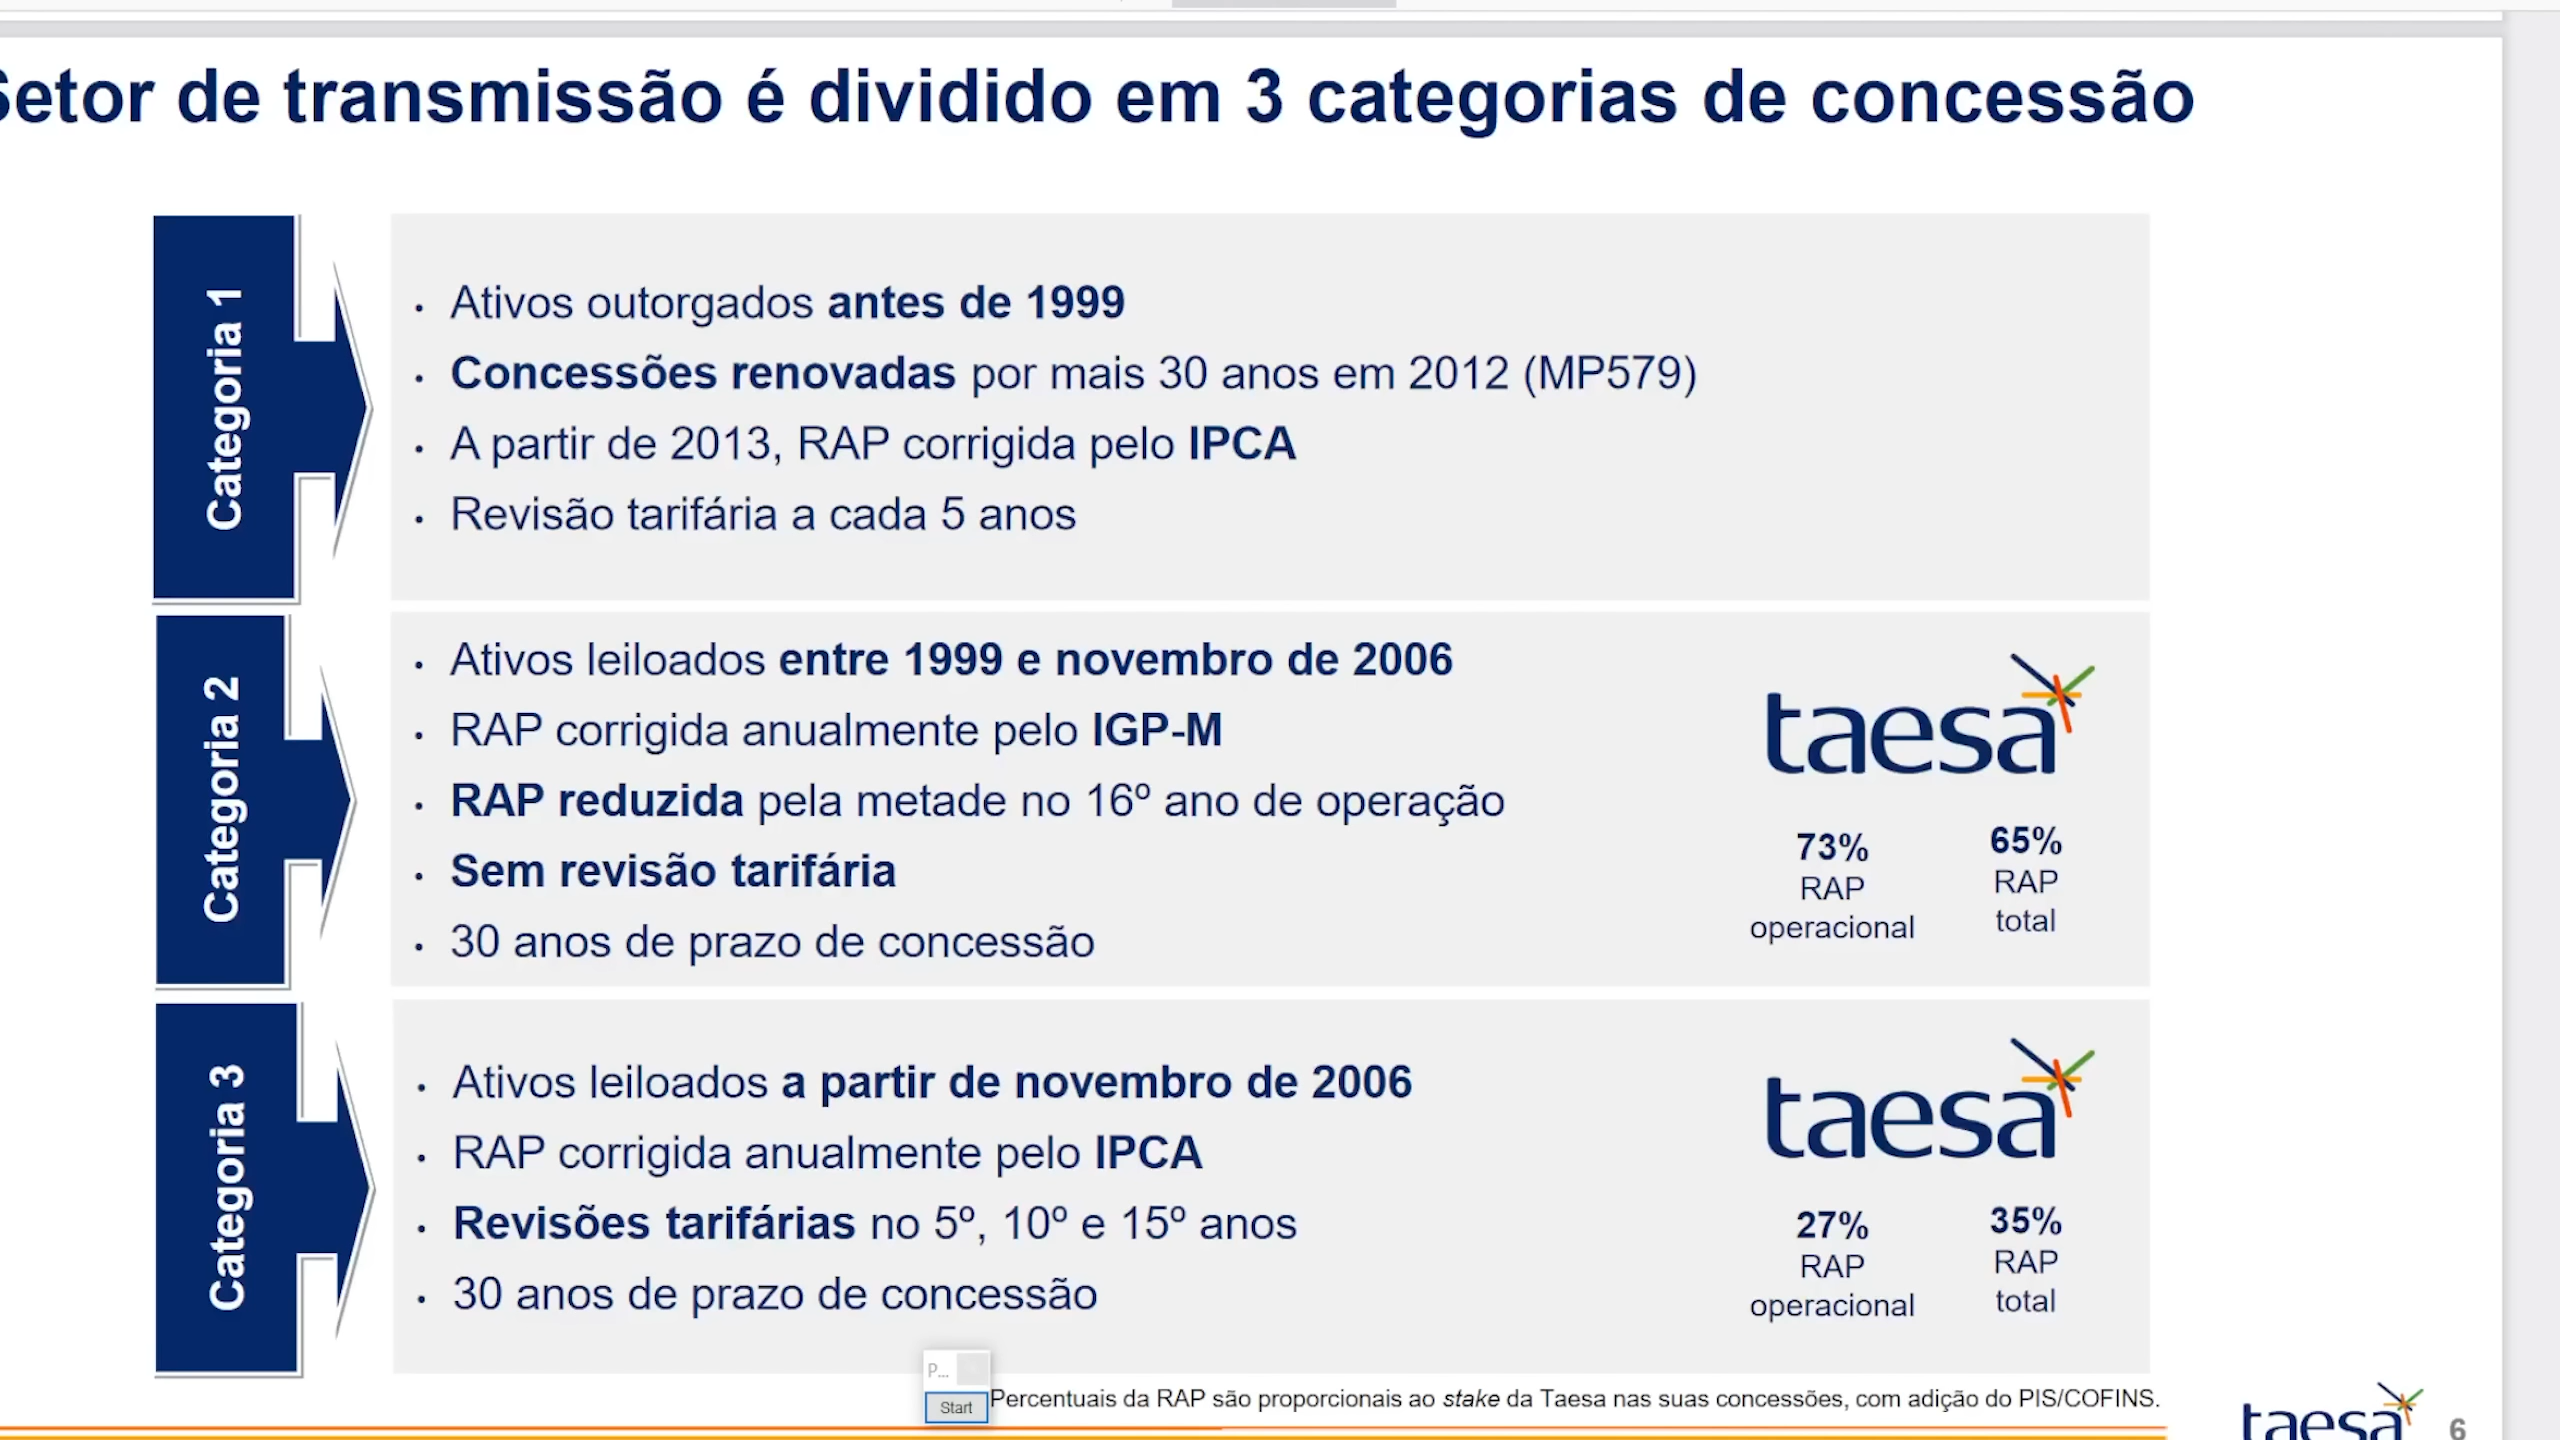 Setor de transmissão é dividido em 3 categorias de concessão
Categoria 1
• Ativos outorgados antes de 1999
• Concessões renovadas por mais 30 anos em 2012 (MP579)
• A partir de 2013, RAP corrigida pelo IPCA
• Revisão tarifária a cada 5 anos
Categoria 2
• Ativos leiloados entre 1999 e novembro de 2006
• RAP corrigida anualmente pelo IGP-M
• RAP reduzida pela metade no 16º ano de operação
• Sem revisão tarifária
• 30 anos de prazo de concessão
taesa
73%
RAP
operacional
65%
RAP
total
Categoria 3
• Ativos leiloados a partir de novembro de 2006
• RAP corrigida anualmente pelo IPCA
• Revisões tarifárias no 5º, 10º e 15º anos
• 30 anos de prazo de concessão
taesa
27%
RAP
operacional
35%
RAP
total
P...
Start
Percentuais da RAP são proporcionais ao stake da Taesa nas suas concessões, com adição do PIS/COFINS.
taesa
6